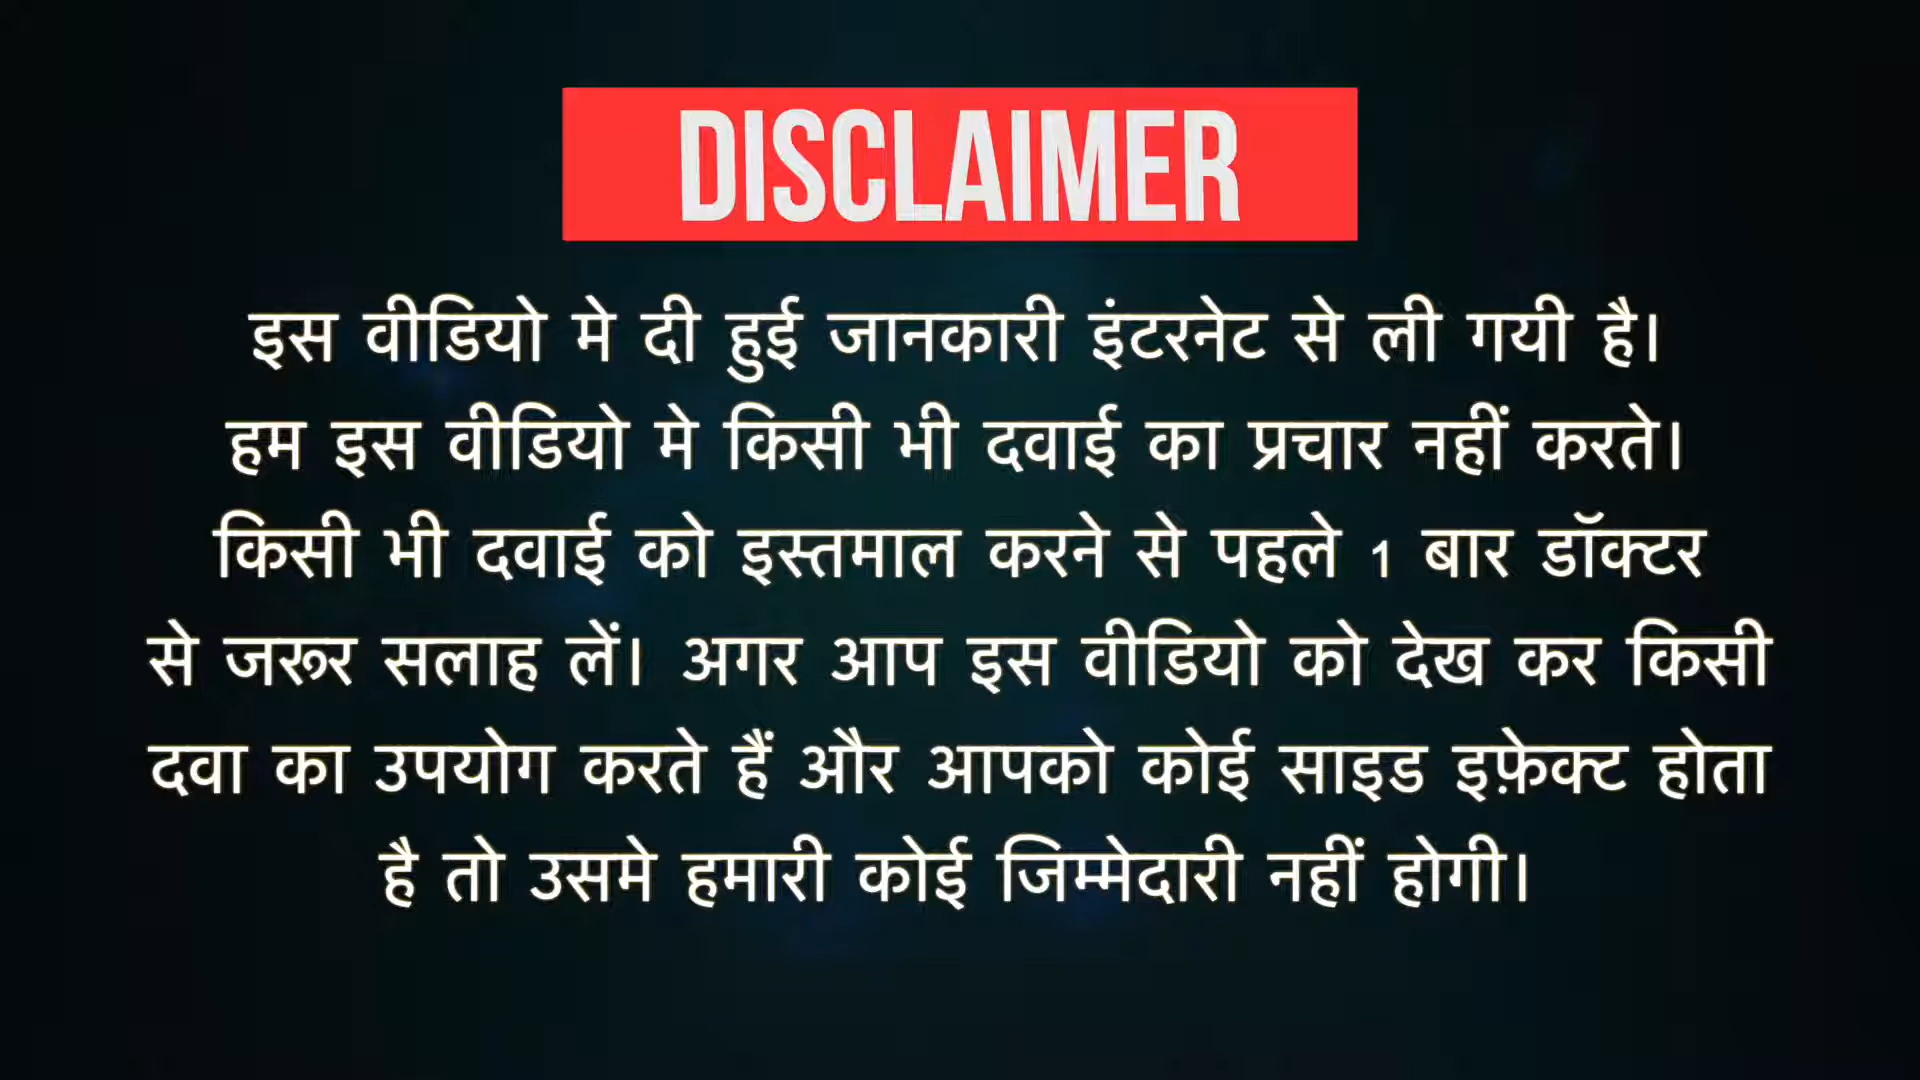 DISCLAIMER
इस वीडियो मे दी हुई जानकारी इंटरनेट से ली गयी है।
हम इस वीडियो मे किसी भी दवाई का प्रचार नहीं करते।
किसी भी दवाई को इस्तमाल करने से पहले 1 बार डॉक्टर
से जरूर सलाह लें। अगर आप इस वीडियो को देख कर किसी
दवा का उपयोग करते हैं और आपको कोई साइड इफ़ेक्ट होता
है तो उसमे हमारी कोई जिम्मेदारी नहीं होगी।